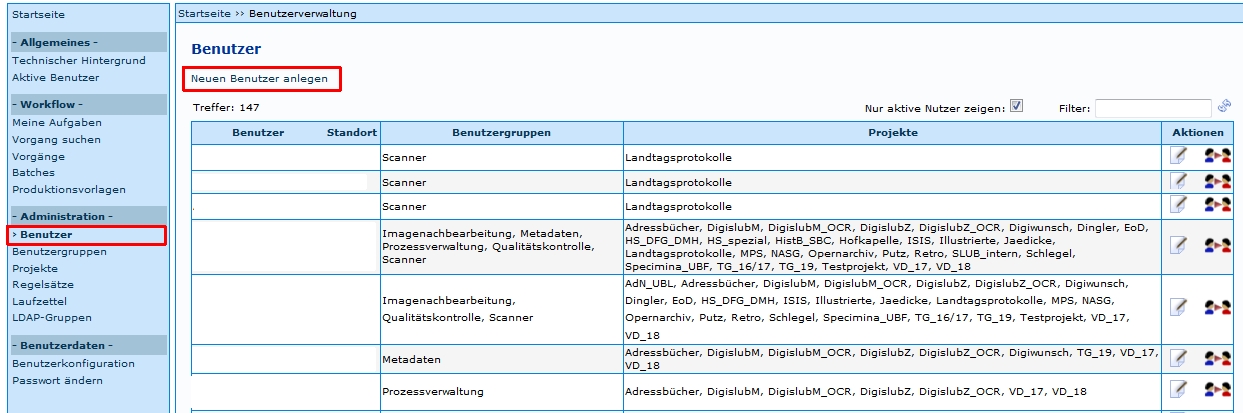 Startseite
- Allgemeines -
Technischer Hintergrund
Aktive Benutzer
- Workflow -
Meine Aufgaben
Vorgang suchen
Vorgänge
Batches
Produktionsvorlagen
- Administration -
› Benutzer
Benutzergruppen
Projekte
Regelsätze
Laufzettel
LDAP-Gruppen
- Benutzerdaten -
Benutzerkonfiguration
Passwort ändern
Startseite ›› Benutzerverwaltung
Benutzer
Neuen Benutzer anlegen
Treffer: 147 Nur aktive Nutzer zeigen: Filter:
Benutzer Standort Benutzergruppen Projekte Aktionen
Scanner Landtagsprotokolle
Scanner Landtagsprotokolle
Scanner Landtagsprotokolle
Imagenachbearbeitung, Metadaten,
Prozessverwaltung, Qualitätskontrolle,
Scanner
Adressbücher, DigislubM, DigislubM_OCR, DigislubZ, DigislubZ_OCR, Digiwunsch, Dingler, EoD,
HS_DFG_DMH, HS_spezial, HistB_SBC, Hofkapelle, ISIS, Illustrierte, Jaedicke,
Landtagsprotokolle, MPS, NASG, Opernarchiv, Putz, Retro, SLUB_intern, Schlegel,
Specimina_UBF, TG_16/17, TG_19, Testprojekt, VD_17, VD_18
Imagenachbearbeitung,
Qualitätskontrolle, Scanner
AdN_UBL, Adressbücher, DigislubM, DigislubM_OCR, DigislubZ, DigislubZ_OCR, Digiwunsch,
Dingler, EoD, HS_DFG_DMH, ISIS, Illustrierte, Jaedicke, Landtagsprotokolle, MPS, NASG,
Opernarchiv, Putz, Retro, Schlegel, Specimina_UBF, TG_16/17, TG_19, Testprojekt, VD_17,
VD_18
Metadaten
Adressbücher, DigislubM, DigislubM_OCR, DigislubZ, DigislubZ_OCR, Digiwunsch, TG_19, VD_17,
VD_18
Prozessverwaltung Adressbücher, DigislubM, DigislubM_OCR, DigislubZ, DigislubZ_OCR, VD_17, VD_18